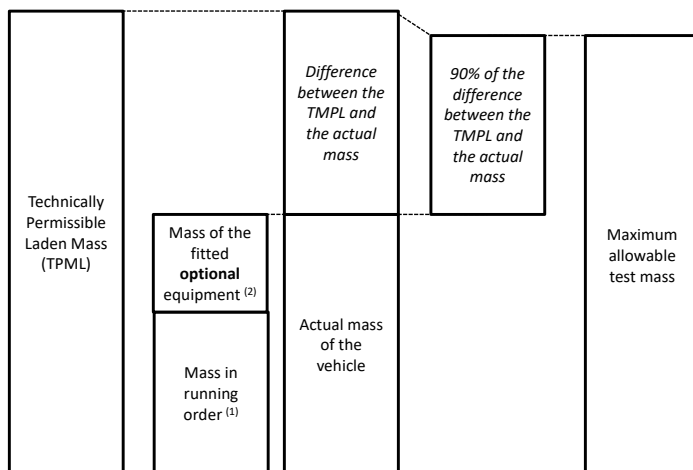 Technically
Permissible
Laden Mass
(TPML)
Mass of the
fitted
optional
equipment (2)
Mass in
running
order (1)
Difference
between the
TMPL and
the actual
mass
Actual mass
of the
vehicle
90% of the
difference
between the
TMPL and
the actual
mass
Maximum
allowable
test mass